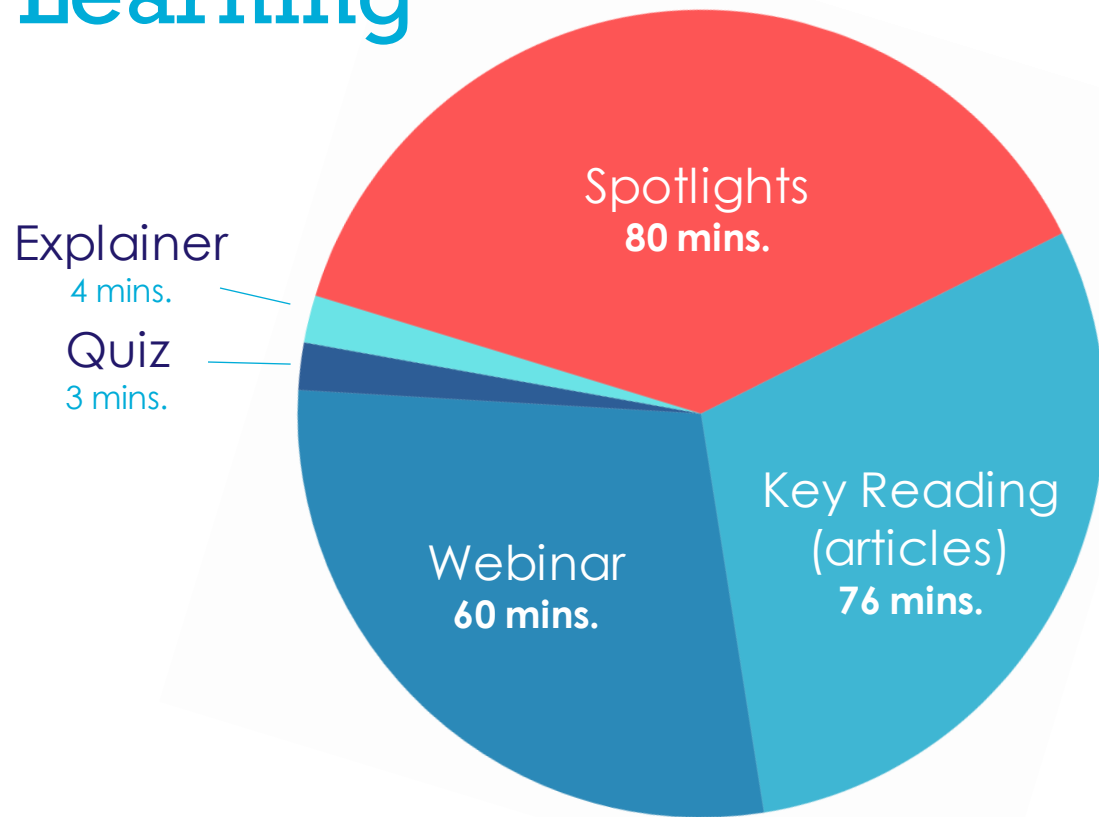 Learning
Spotlights
80 mins.
Explainer
4 mins.
Quiz
3 mins.
Key Reading
(articles)
76 mins.
Webinar
60 mins.